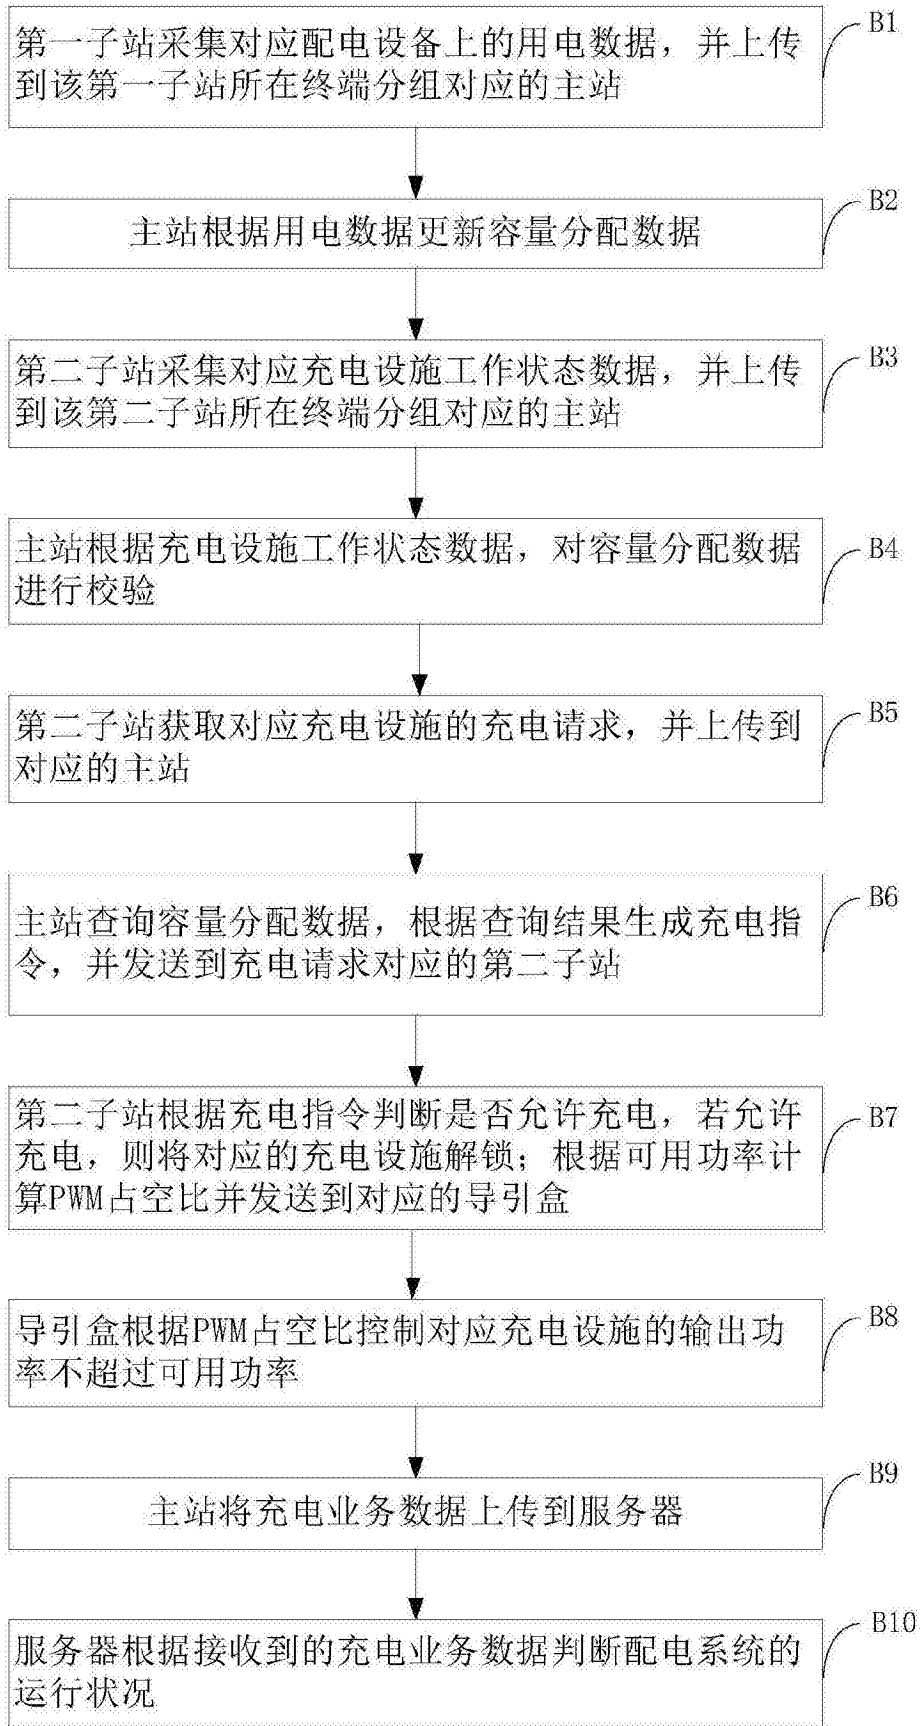 第一子站采集对应配电设备上的用电数据，并上传
到该第一子站所在终端分组对应的主站
B1
主站根据用电数据更新容量分配数据
B2
第二子站采集对应充电设施工作状态数据，并上传
到该第二子站所在终端分组对应的主站
B3
主站根据充电设施工作状态数据，对容量分配数据
进行校验
B4
第二子站获取对应充电设施的充电请求，并上传到
对应的主站
B5
主站查询容量分配数据，根据查询结果生成充电指
令，并发送到充电请求对应的第二子站
B6
第二子站根据充电指令判断是否允许充电，若允许
充电，则将对应的充电设施解锁；根据可用功率计
算PWM占空比并发送到对应的导引盒
B7
导引盒根据PWM占空比控制对应充电设施的输出功
率不超过可用功率
B8
主站将充电业务数据上传到服务器
B9
服务器根据接收到的充电业务数据判断配电系统的
运行状况
B10